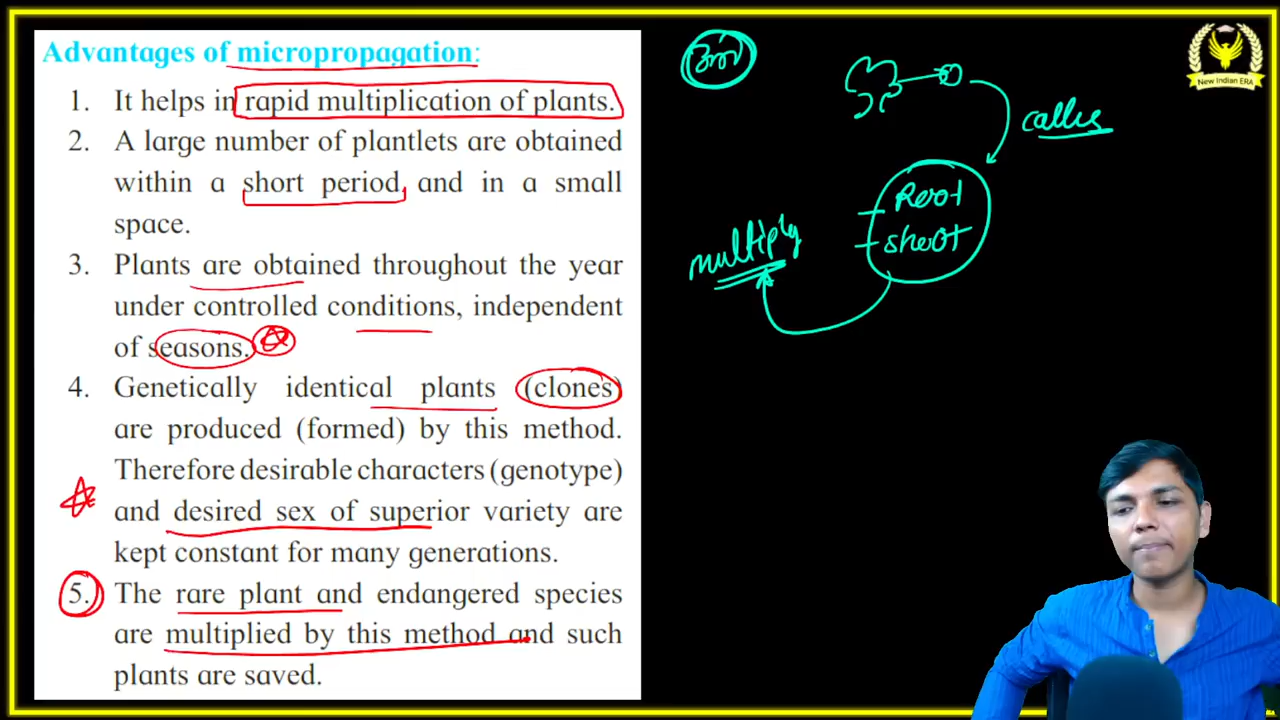 Advantages of micropropagation:
1. It helps in rapid multiplication of plants.
2. A large number of plantlets are obtained
within a short period, and in a small
space.
3. Plants are obtained throughout the year
under controlled conditions, independent
of seasons.
4. Genetically identical plants (clones)
are produced (formed) by this method.
Therefore desirable characters (genotype)
and desired sex of superior variety are
kept constant for many generations.
5. The rare plant and endangered species
are multiplied by this method and such
plants are saved.
callus
Root
shoot
multiply
New Indian ERA